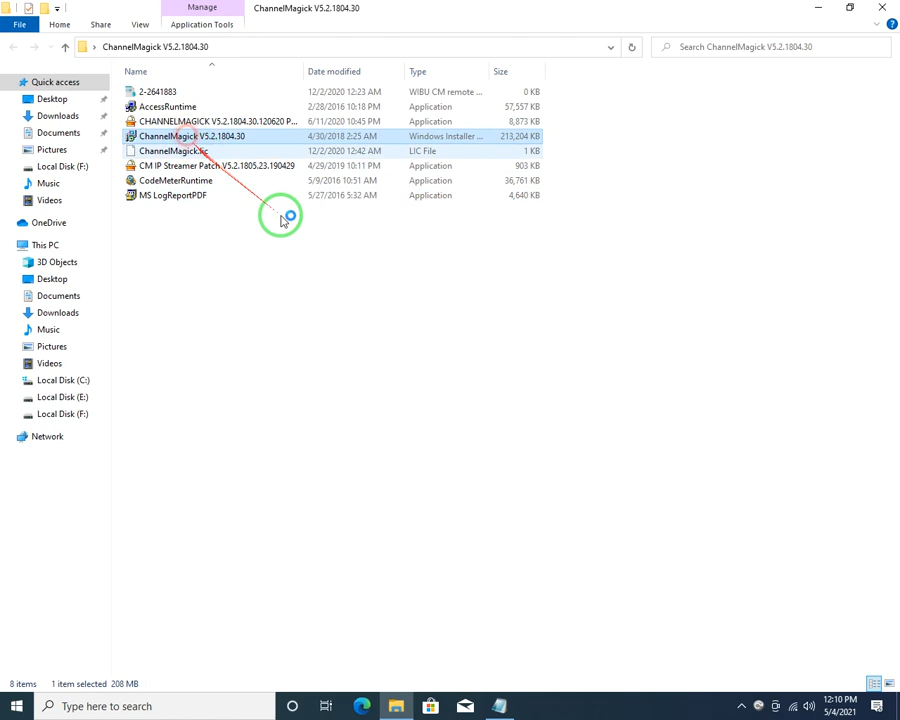 Manage
ChannelMagick V5.2.1804.30
File
Home
Share
View
Application Tools
ChannelMagick V5.2.1804.30
Search ChannelMagick V5.2.1804.30
Name
Date modified
Type
Size
Quick access
Desktop
Downloads
Documents
Pictures
Local Disk (F:)
Music
Videos
OneDrive
This PC
3D Objects
Desktop
Documents
Downloads
Music
Pictures
Videos
Local Disk (C:)
Local Disk (E:)
Local Disk (F:)
Network
2-2641883 12/2/2020 12:23 AM WIBU CM remote ... 0 KB
AccessRuntime 2/28/2016 10:18 PM Application 57,557 KB
CHANNELMAGICK V5.2.1804.30.120620 P... 6/11/2020 10:45 PM Application 8,873 KB
ChannelMagick V5.2.1804.30 4/30/2018 2:25 AM Windows Installer ... 213,204 KB
ChannelMagick.lic 12/2/2020 12:42 AM LIC File 1 KB
CM IP Streamer Patch V5.2.1805.23.190429 4/29/2019 10:11 PM Application 903 KB
CodeMeterRuntime 5/9/2016 10:51 AM Application 36,761 KB
MS LogReportPDF 5/27/2016 5:32 AM Application 4,640 KB
8 items 1 item selected 208 MB
Type here to search
12:10 PM
5/4/2021